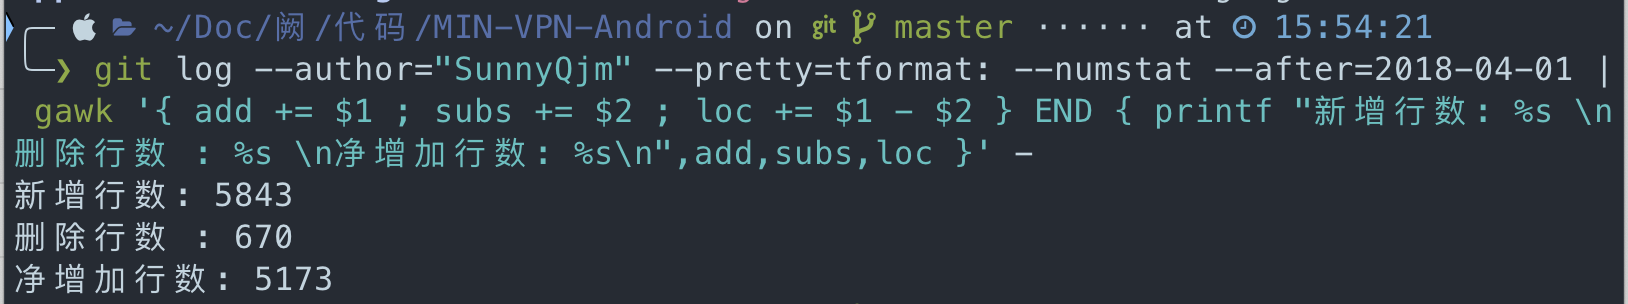 ~/Doc/阙/代码/MIN-VPN-Android on git master ······ at 15:54:21
❯ git log --author="SunnyQjm" --pretty=tformat: --numstat --after=2018-04-01 |
gawk '{ add += $1 ; subs += $2 ; loc += $1 - $2 } END { printf "新增行数: %s \n
删除行数 : %s \n净增加行数: %s\n",add,subs,loc }' -
新增行数: 5843
删除行数 : 670
净增加行数: 5173